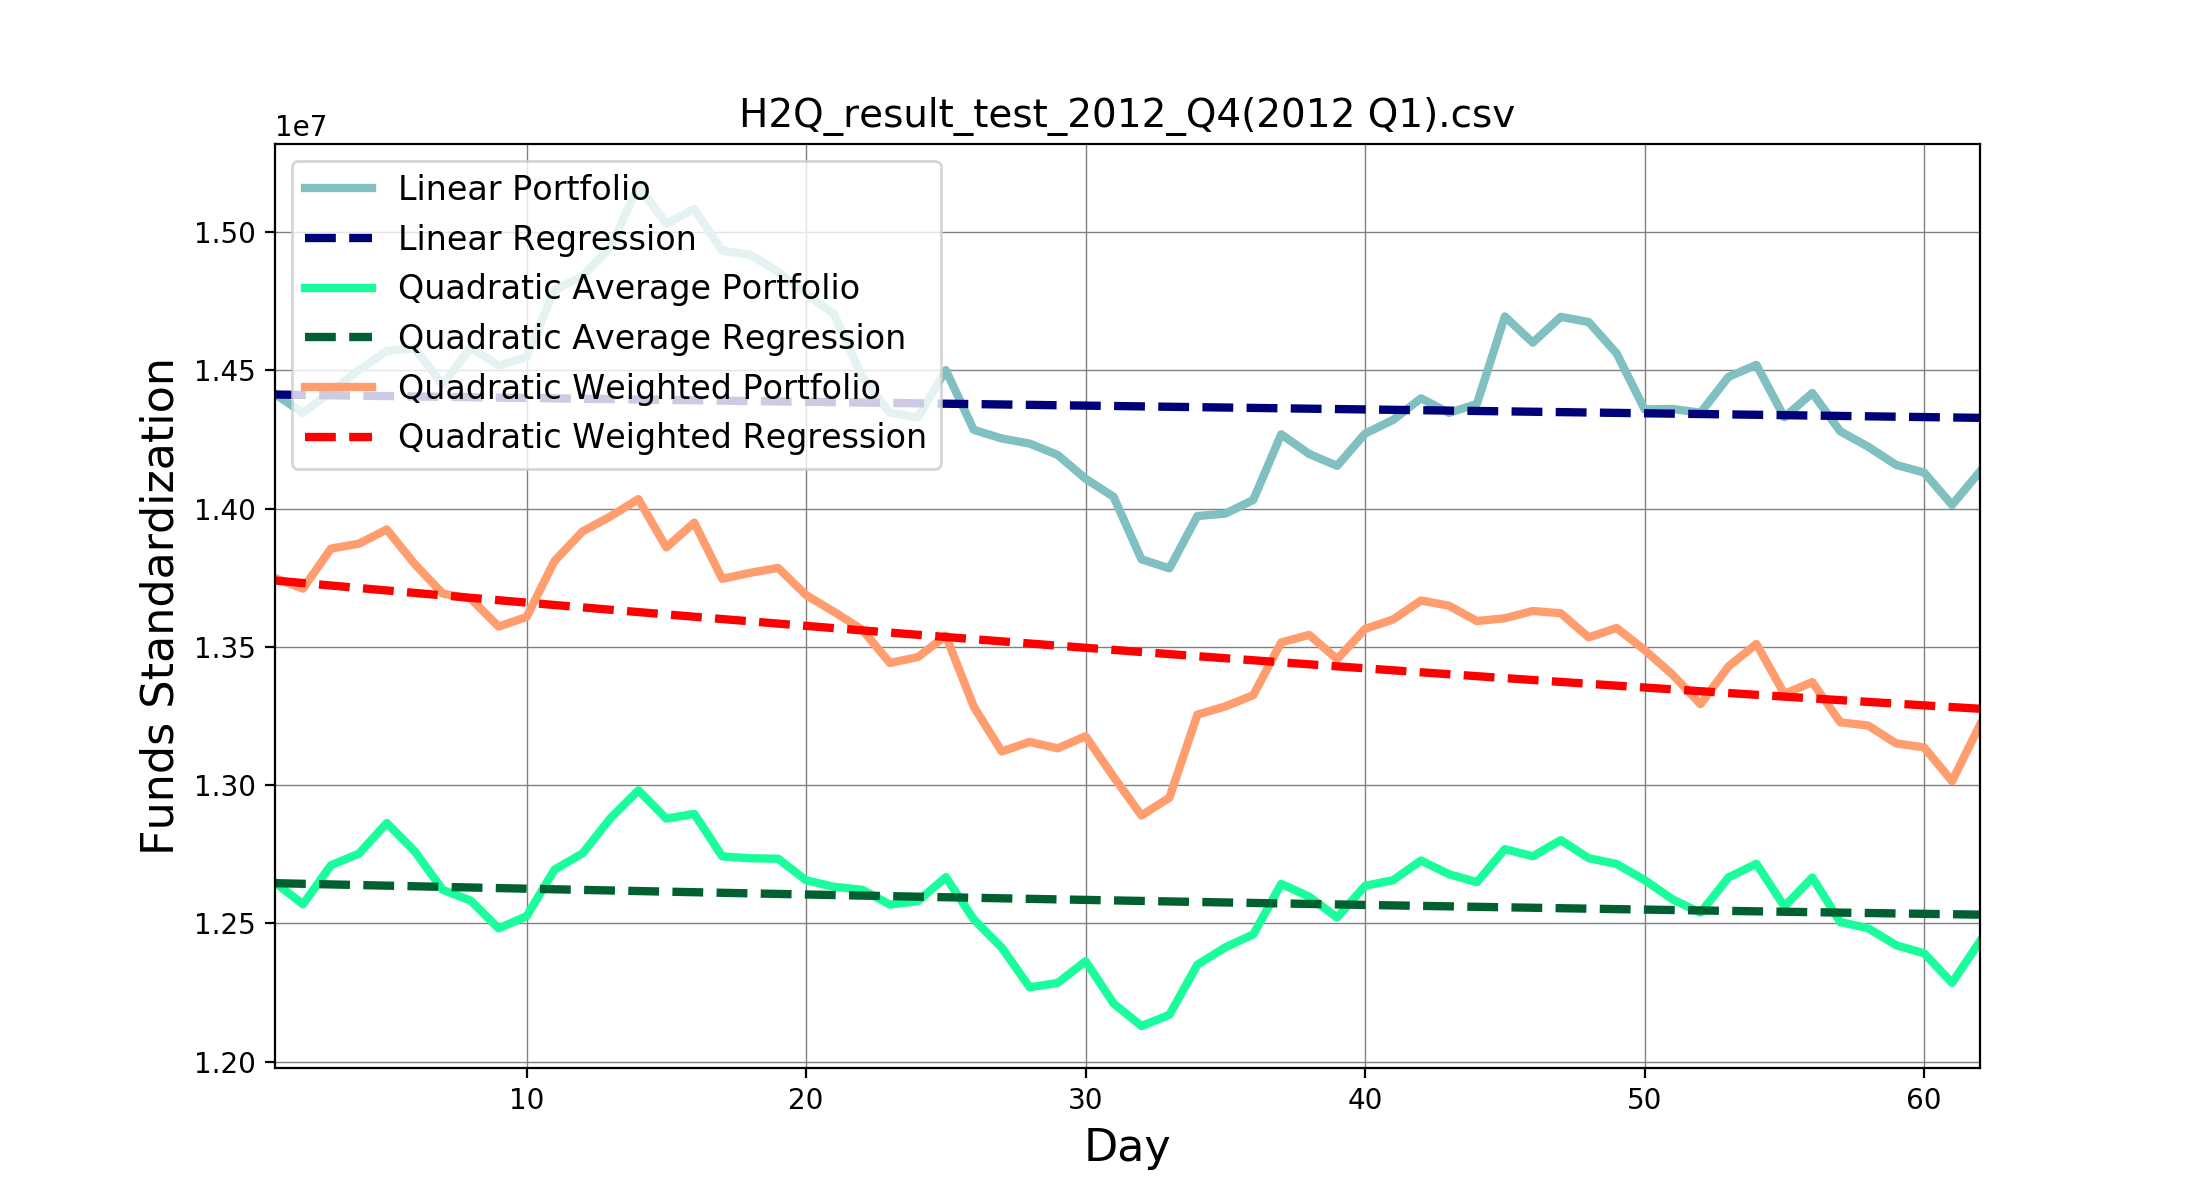 H2Q_result_test_2012_Q4(2012 Q1).csv
1e7
Linear Portfolio
Linear Regression
Quadratic Average Portfolio
Quadratic Average Regression
Quadratic Weighted Portfolio
Quadratic Weighted Regression
1.50
1.45
1.40
1.35
1.30
1.25
1.20
Funds Standardization
10 20 30 40 50 60
Day